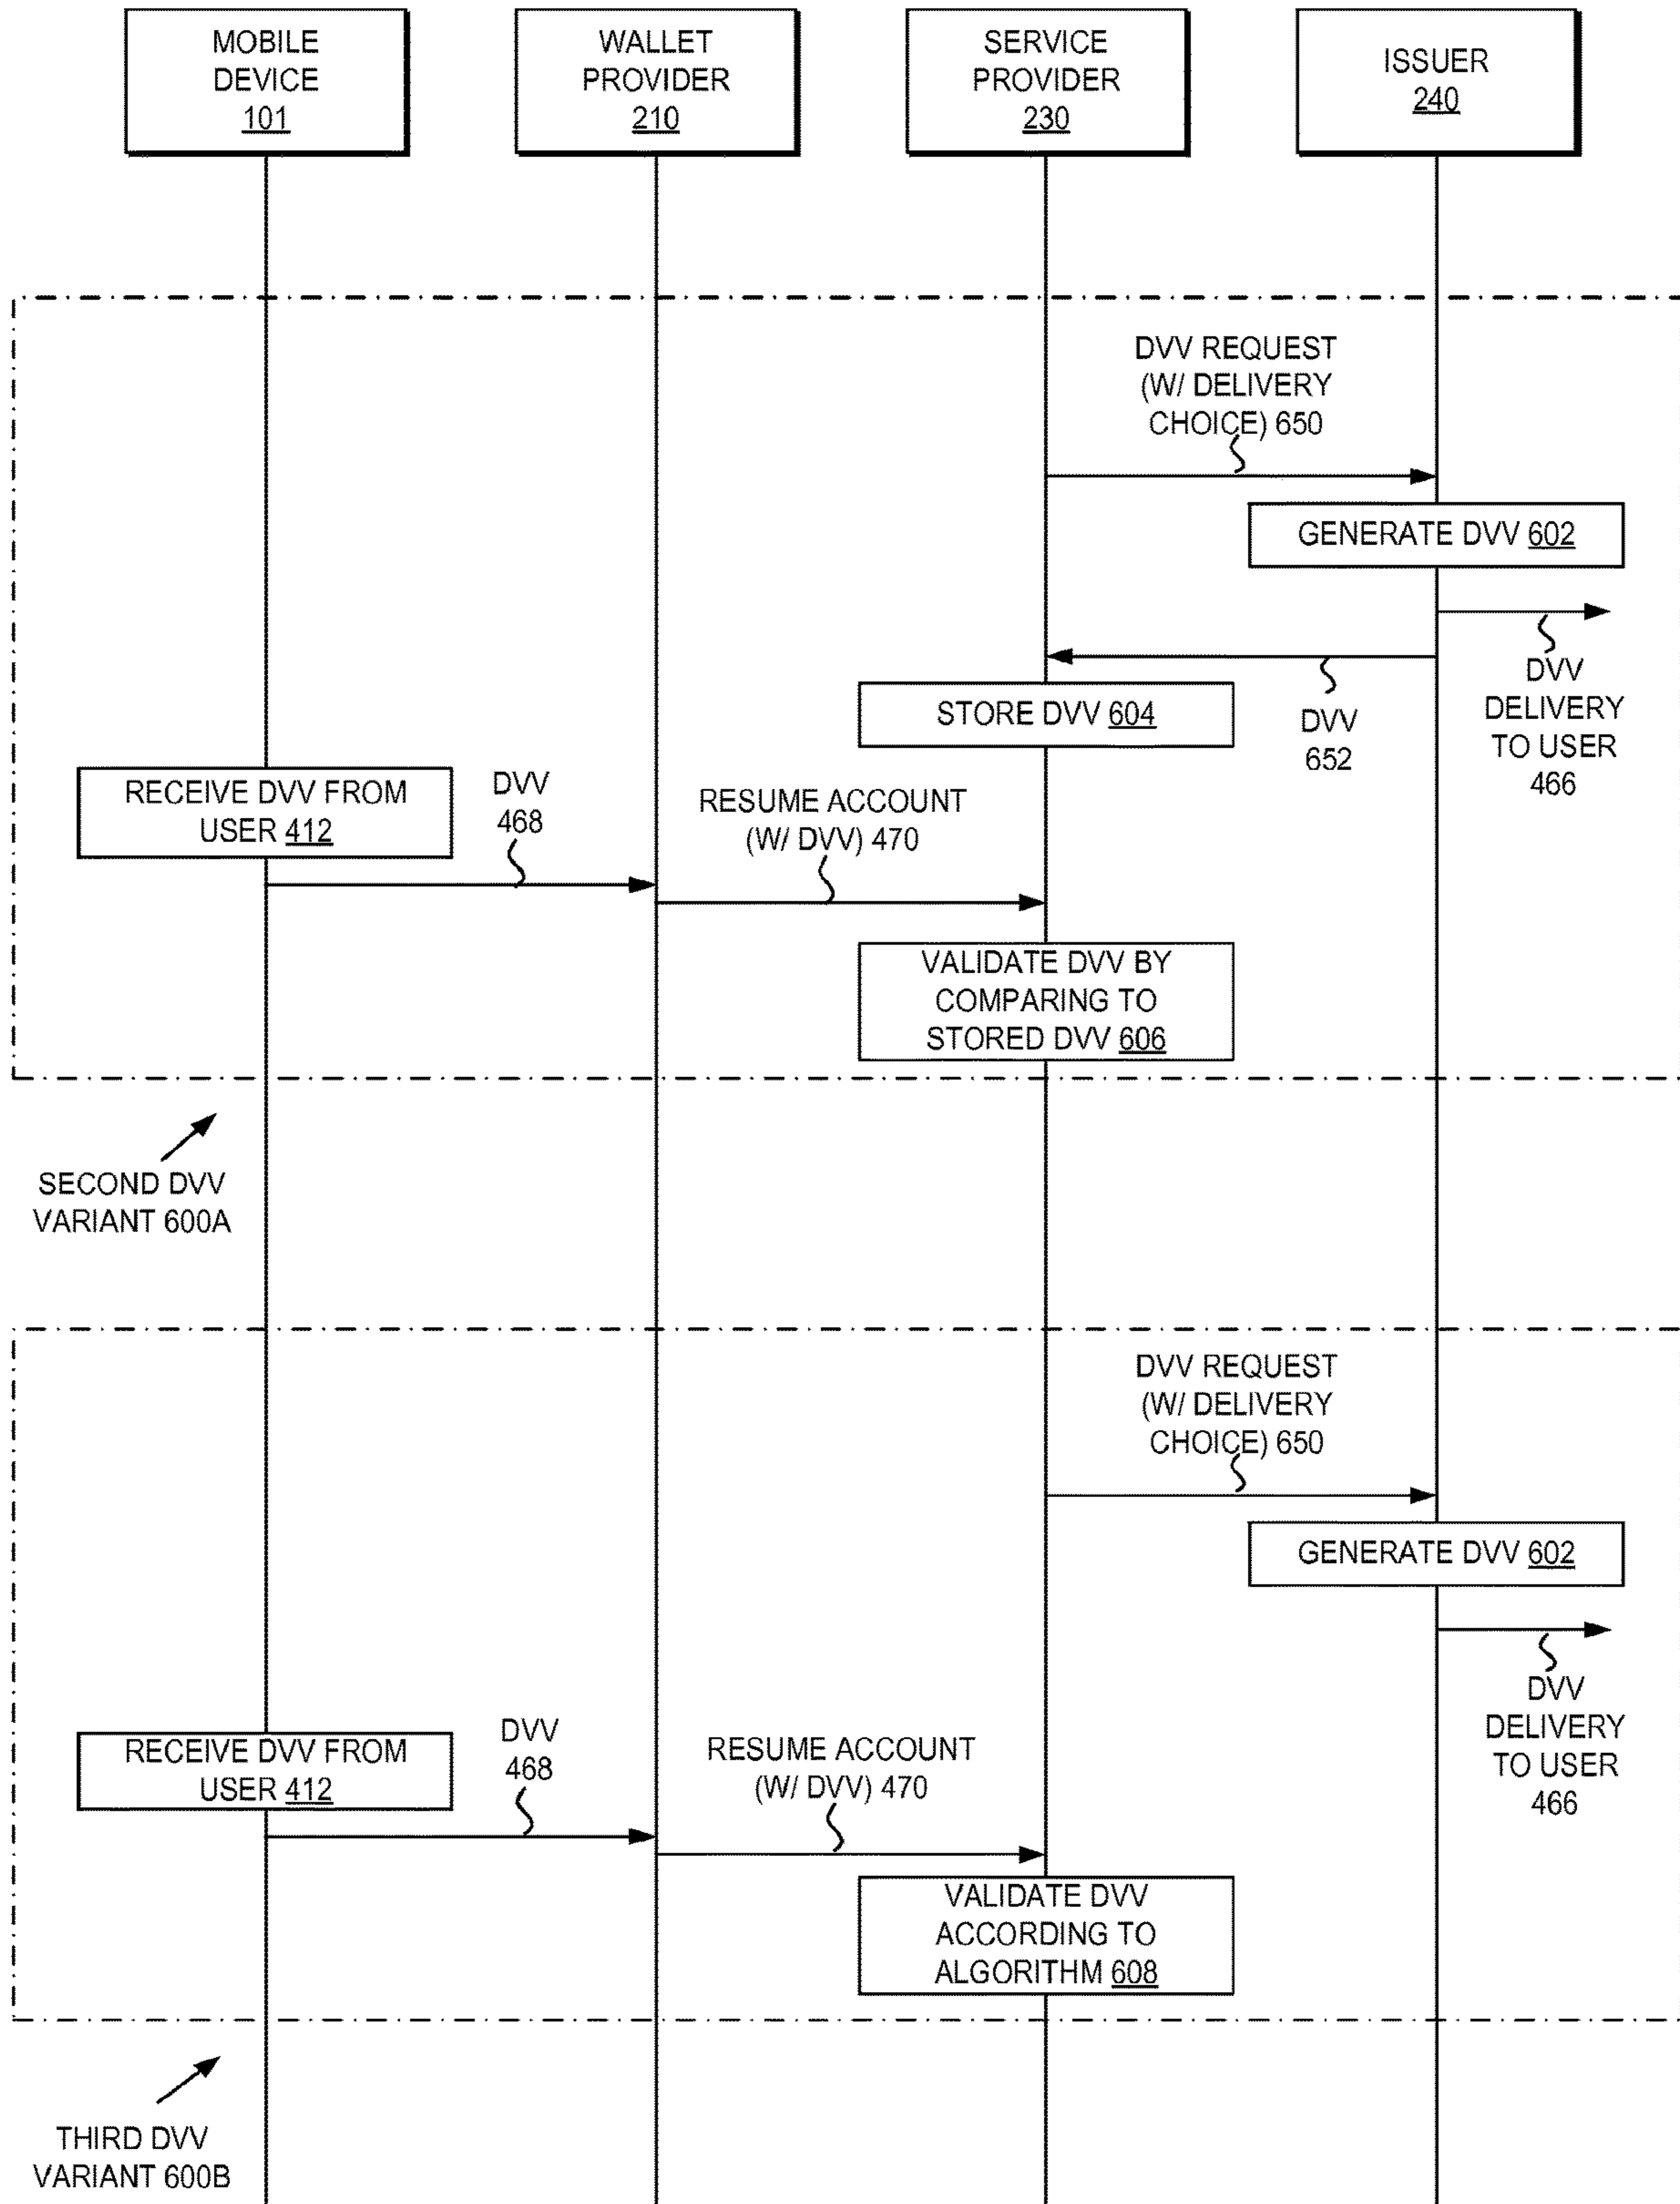 MOBILE
DEVICE
101
WALLET
PROVIDER
210
SERVICE
PROVIDER
230
ISSUER
240
DVV REQUEST
(W/ DELIVERY
CHOICE) 650
GENERATE DVV 602
DVV
DELIVERY
TO USER
466
DVV
652
STORE DVV 604
RECEIVE DVV FROM
USER 412
DVV
468
RESUME ACCOUNT
(W/ DVV) 470
VALIDATE DVV BY
COMPARING TO
STORED DVV 606
SECOND DVV
VARIANT 600A
DVV REQUEST
(W/ DELIVERY
CHOICE) 650
GENERATE DVV 602
DVV
DELIVERY
TO USER
466
RECEIVE DVV FROM
USER 412
DVV
468
RESUME ACCOUNT
(W/ DVV) 470
VALIDATE DVV
ACCORDING TO
ALGORITHM 608
THIRD DVV
VARIANT 600B